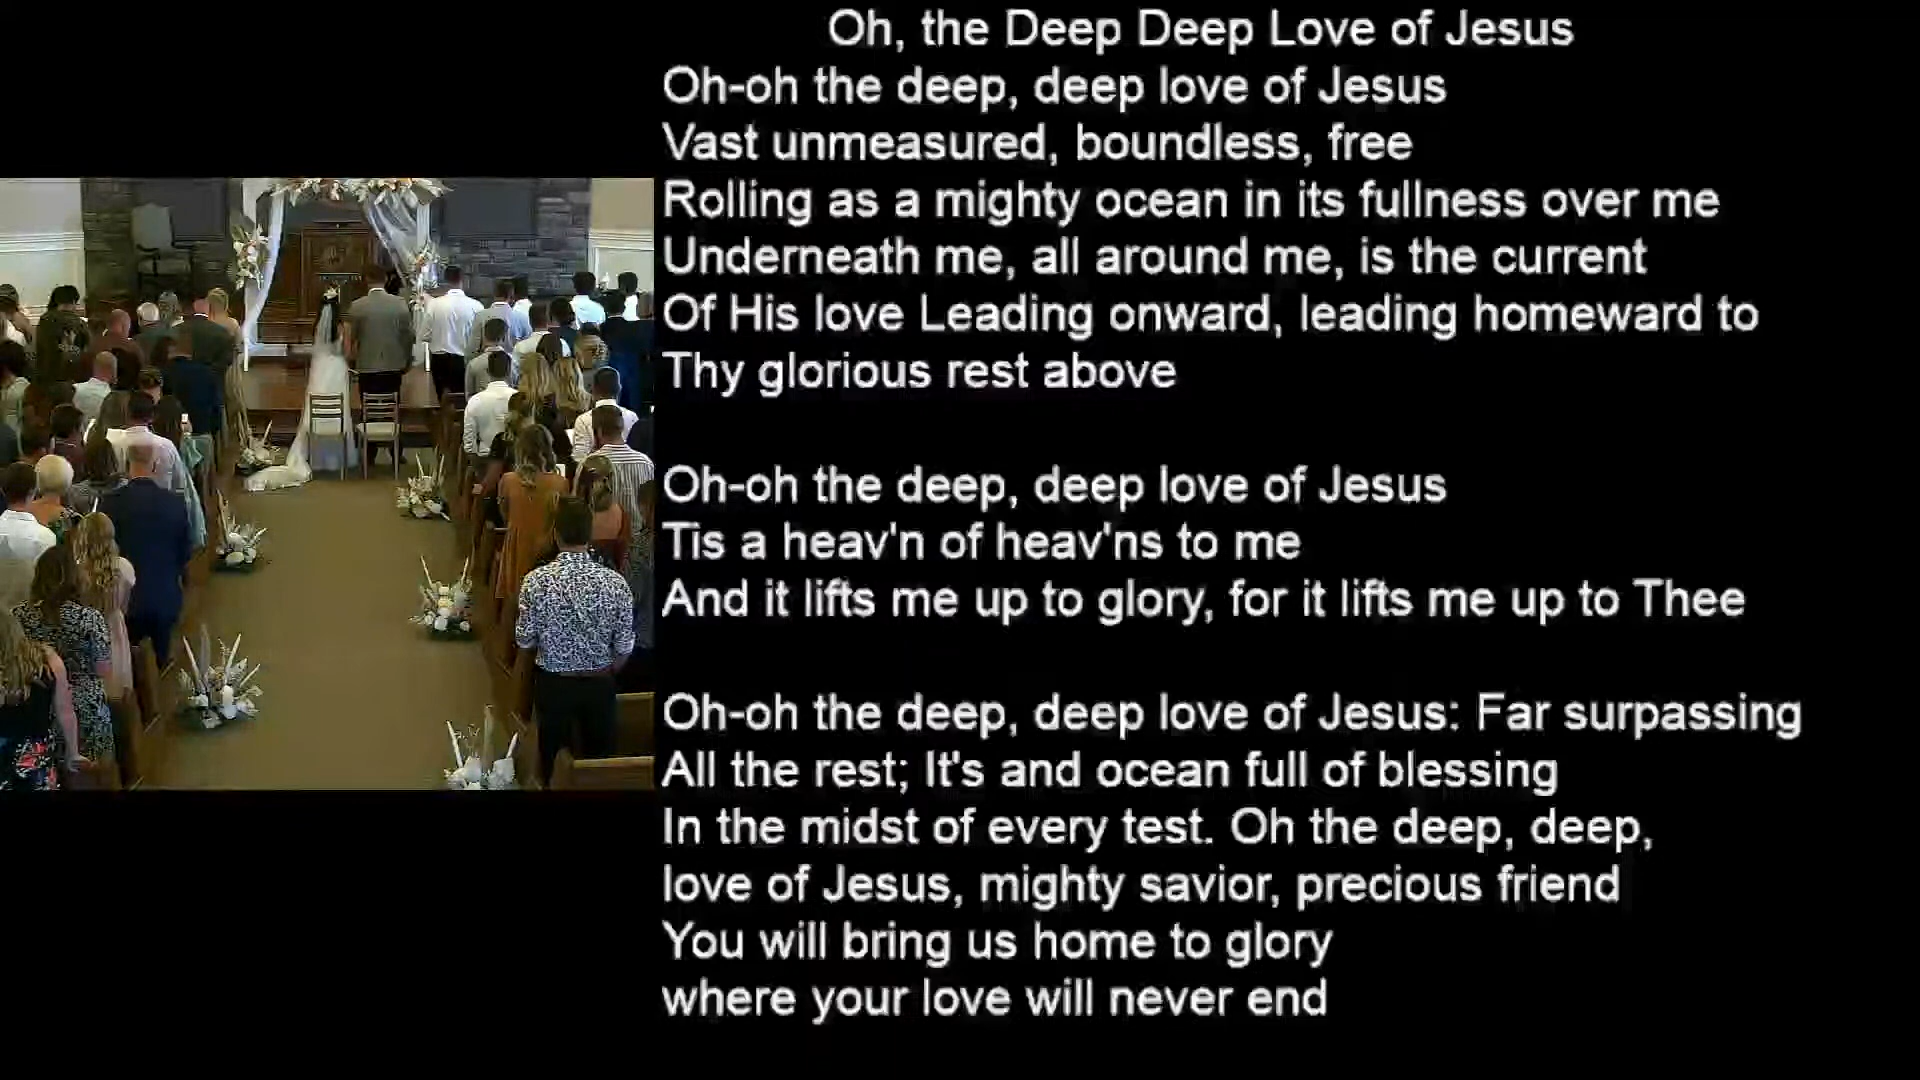 Oh, the Deep Deep Love of Jesus
Oh-oh the deep, deep love of Jesus
Vast unmeasured, boundless, free
Rolling as a mighty ocean in its fullness over me
Underneath me, all around me, is the current
Of His love Leading onward, leading homeward to
Thy glorious rest above
Oh-oh the deep, deep love of Jesus
Tis a heav'n of heav'ns to me
And it lifts me up to glory, for it lifts me up to Thee
Oh-oh the deep, deep love of Jesus: Far surpassing
All the rest; It's and ocean full of blessing
In the midst of every test. Oh the deep, deep,
love of Jesus, mighty savior, precious friend
You will bring us home to glory
where your love will never end